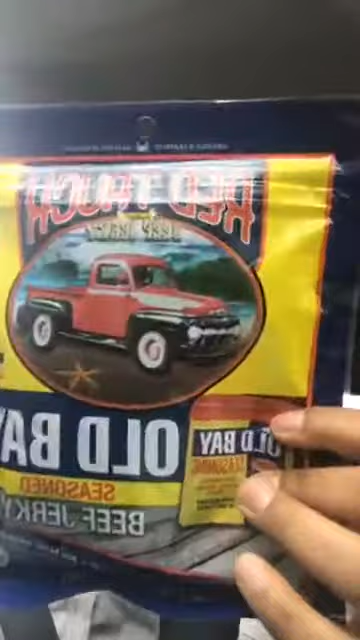 RED TRUCK
BEEF JERKY
OLD BAY
SEASONING
OLD BAY
SEASONED
BEEF JERKY